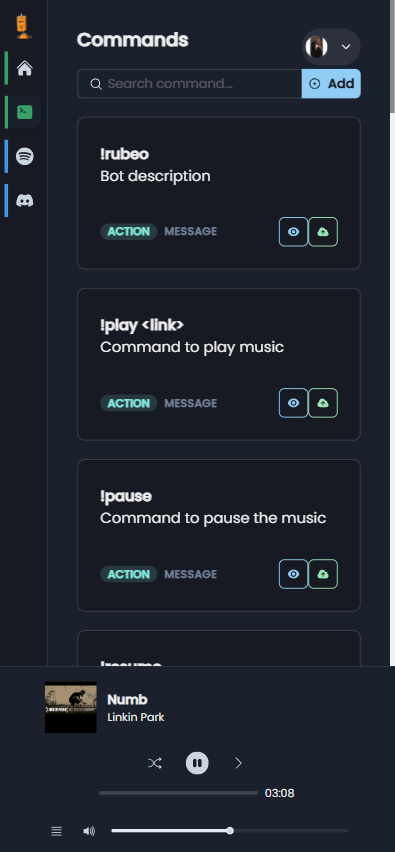 Commands
Search command...
Add
!rubeo
Bot description
ACTION MESSAGE
!play <link>
Command to play music
ACTION MESSAGE
!pause
Command to pause the music
ACTION MESSAGE
!resume
Numb
Linkin Park
03:08